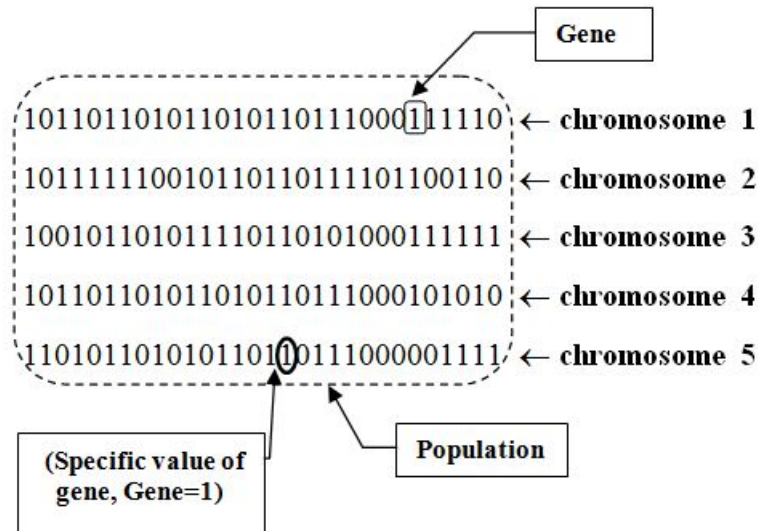 Gene
101101101011010110111000111110 ← chromosome 1
101111110010110110111101100110 ← chromosome 2
100101101011110110101000111111 ← chromosome 3
101101101011010110111000101010 ← chromosome 4
110101101010110110111000001111 ← chromosome 5
(Specific value of
gene, Gene=1)
Population